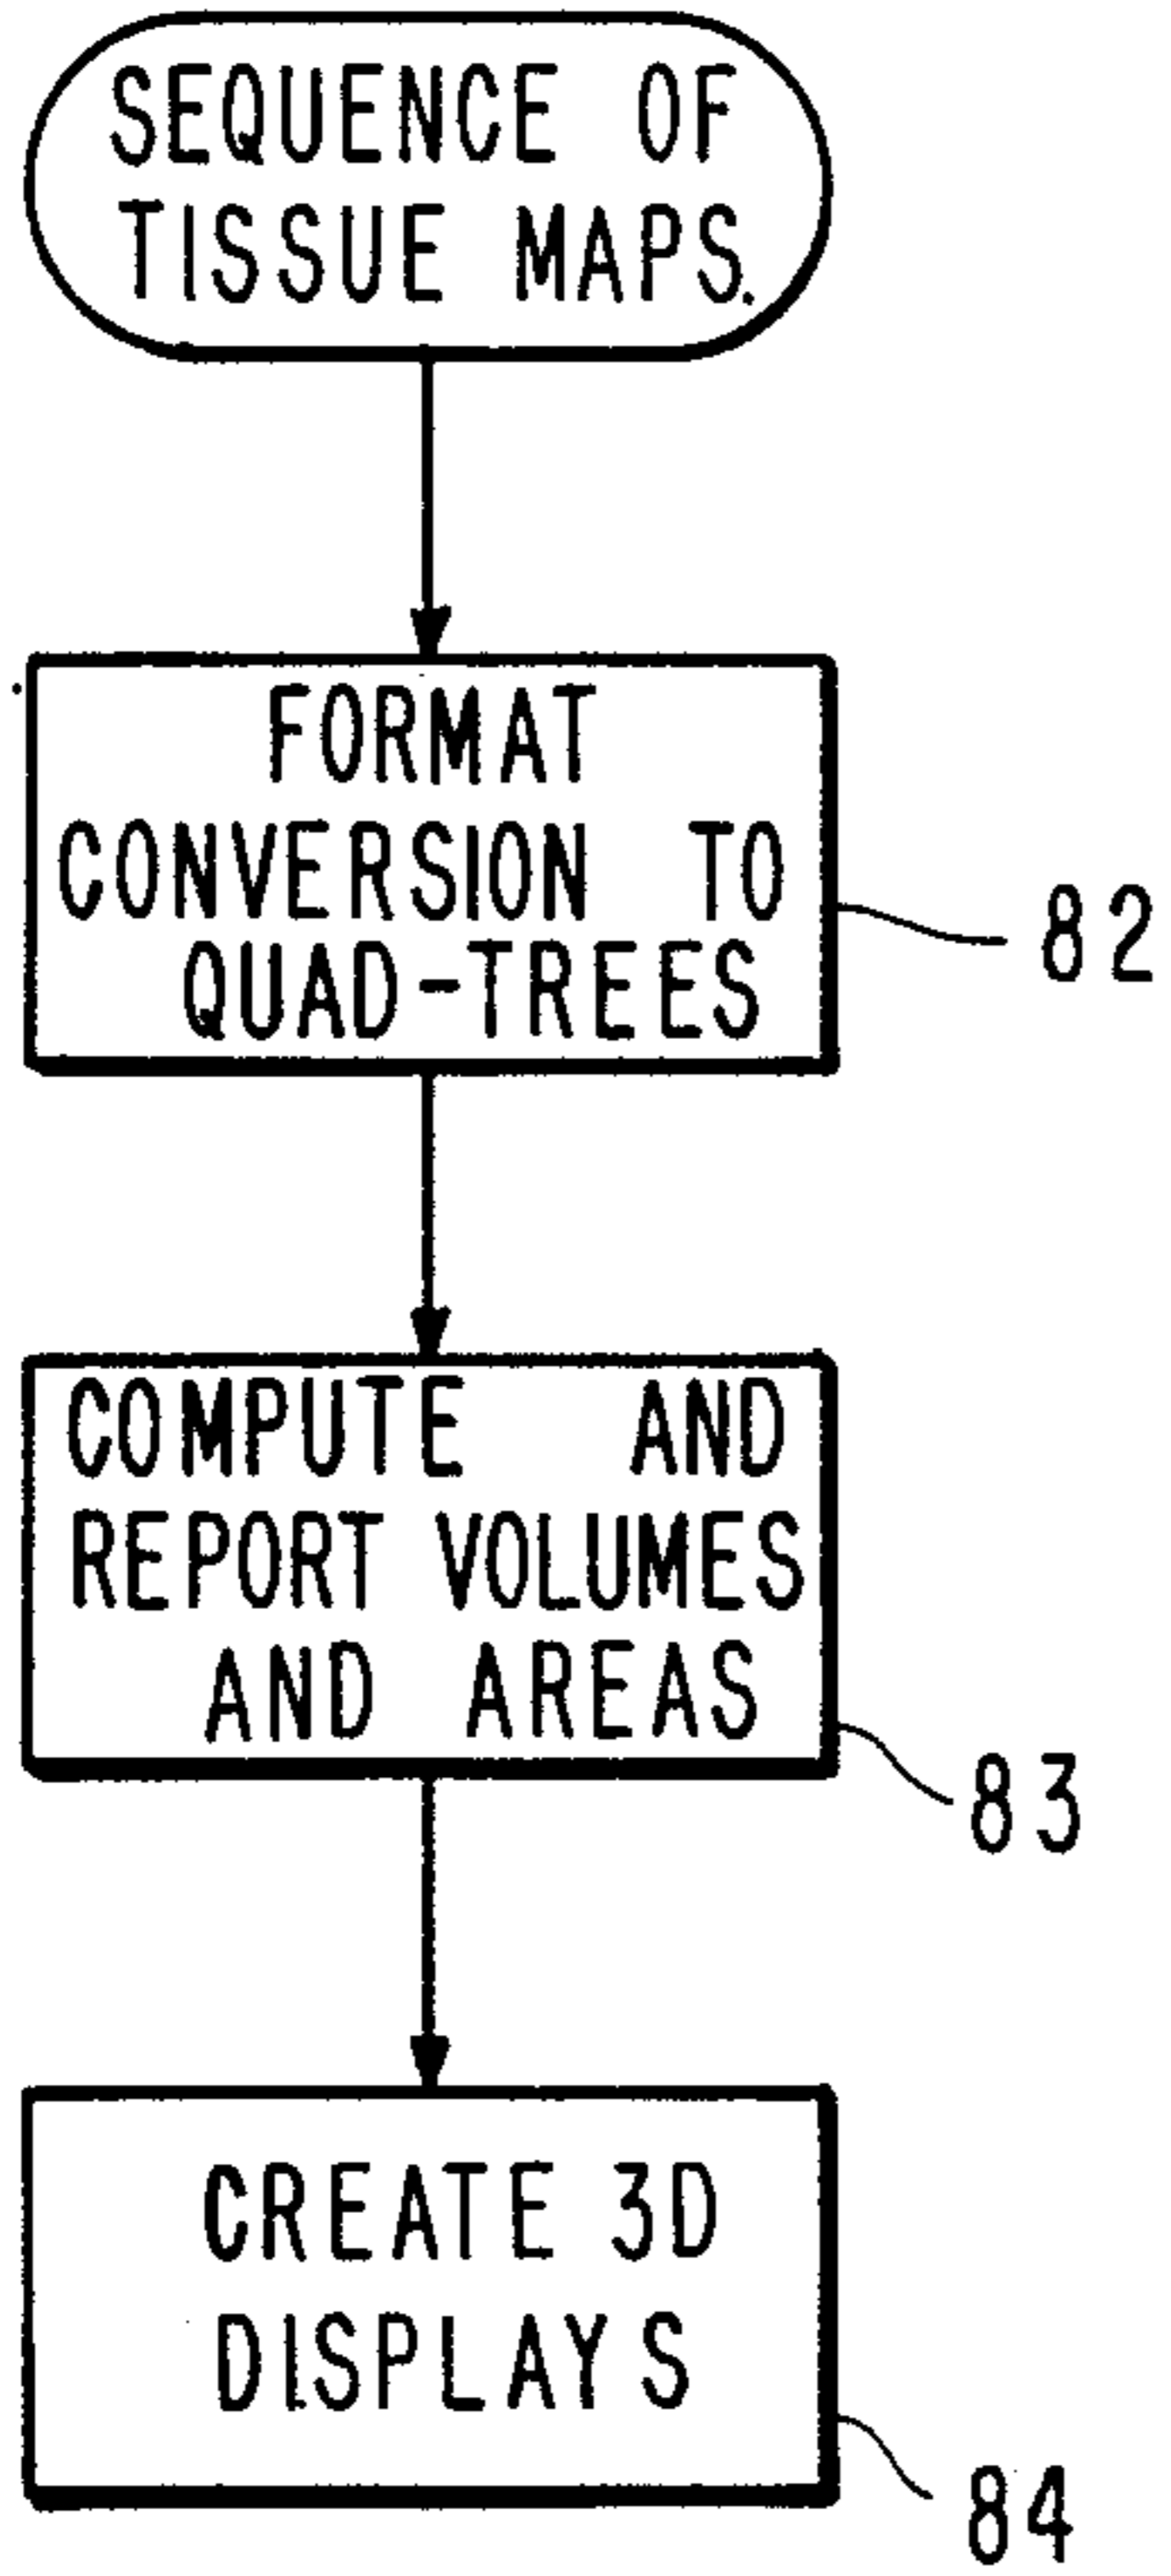 SEQUENCE OF
TISSUE MAPS.
FORMAT
CONVERSION TO
QUAD-TREES
82
COMPUTE AND
REPORT VOLUMES
AND AREAS
83
CREATE 3D
DISPLAYS
84